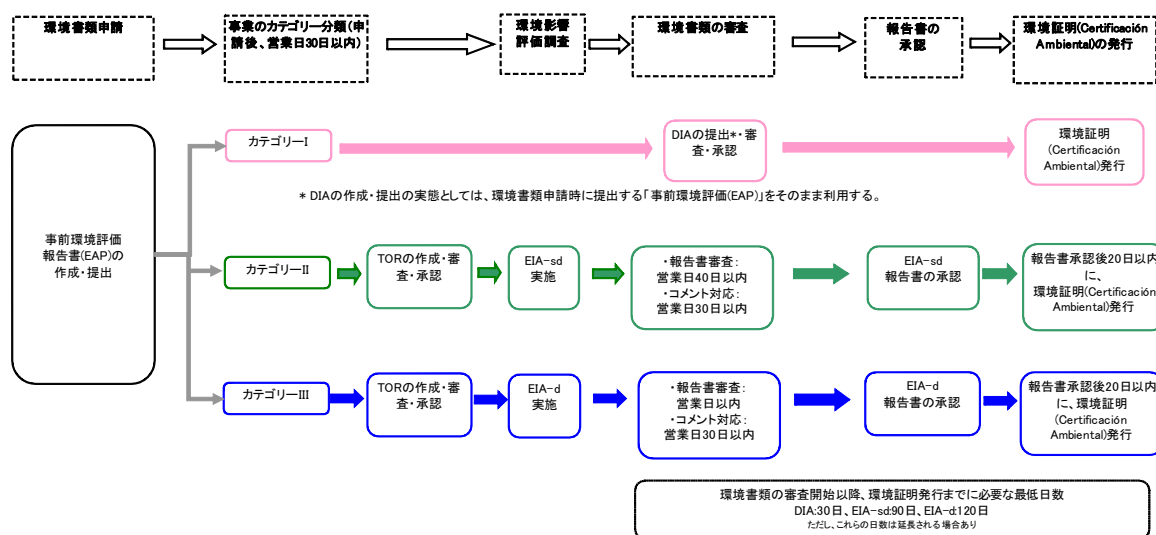 環境書類申請
事業のカテゴリー分類(申
請後、営業日30日以内)
環境影響
評価調査
環境書類の審査
報告書の
承認
環境証明(Certificación
Ambiental)の発行
事前環境評価
報告書(EAP)の
作成・提出
カテゴリーI
DIAの提出*・審
査・承認
環境証明
(Certificación
Ambiental)発行
* DIAの作成・提出の実態としては、環境書類申請時に提出する「事前環境評価(EAP)」をそのまま利用する。
カテゴリーII
TORの作成・審
査・承認
EIA-sd
実施
・報告書審査:
営業日40日以内
・コメント対応:
営業日30日以内
EIA-sd
報告書の承認
報告書承認後20日以内
に、
環境証明(Certificación
Ambiental)発行
カテゴリーIII
TORの作成・審
査・承認
EIA-d
実施
・報告書審査:
営業日以内
・コメント対応:
営業日30日以内
EIA-d
報告書の承認
報告書承認後20日以内
に、環境証明
(Certificación
Ambiental)発行
環境書類の審査開始以降、環境証明発行までに必要な最低日数
DIA:30日、EIA-sd:90日、EIA-d:120日
ただし、これらの日数は延長される場合あり